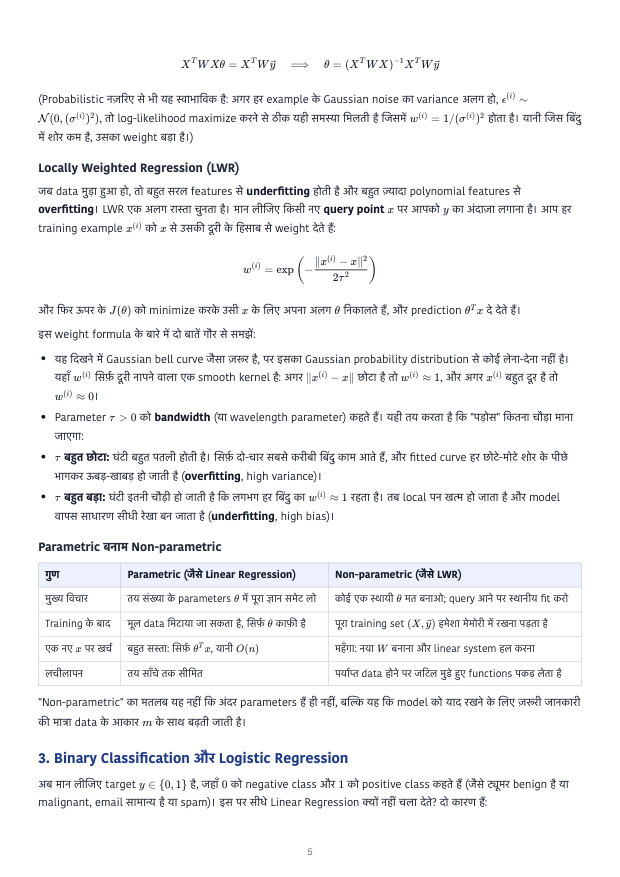 X^T W X θ = X^T W y⃗ ⟹ θ = (X^T W X)^{-1} X^T W y⃗
(Probabilistic नज़रिए से भी यह स्वाभाविक है: अगर हर example के Gaussian noise का variance अलग हो, ϵ^{(i)} ∼
𝒩(0, (σ^{(i)})^2), तो log-likelihood maximize करने से ठीक यही समस्या मिलती है जिसमें w^{(i)} = 1/(σ^{(i)})^2 होता है। यानी जिस बिंदु
में शोर कम है, उसका weight बड़ा है।)
Locally Weighted Regression (LWR)
जब data मुड़ा हुआ हो, तो बहुत सरल features से underfitting होती है और बहुत ज़्यादा polynomial features से
overfitting। LWR एक अलग रास्ता चुनता है। मान लीजिए किसी नए query point x पर आपको y का अंदाज़ा लगाना है। आप हर
training example x^{(i)} को x से उसकी दूरी के हिसाब से weight देते हैं:
w^{(i)} = exp(−‖x^{(i)} − x‖^2 / 2τ^2)
और फिर ऊपर के J(θ) को minimize करके उसी x के लिए अपना अलग θ निकालते हैं, और prediction θ^T x दे देते हैं।
इस weight formula के बारे में दो बातें गौर से समझें:
• यह दिखने में Gaussian bell curve जैसा ज़रूर है, पर इसका Gaussian probability distribution से कोई लेना-देना नहीं है।
यहाँ w^{(i)} सिर्फ़ दूरी नापने वाला एक smooth kernel है: अगर ‖x^{(i)} − x‖ छोटा है तो w^{(i)} ≈ 1, और अगर x^{(i)} बहुत दूर है तो
w^{(i)} ≈ 0।
• Parameter τ > 0 को bandwidth (या wavelength parameter) कहते हैं। यही तय करता है कि "पड़ोस" कितना चौड़ा माना
जाएगा:
• τ बहुत छोटा: घंटी बहुत पतली होती है। सिर्फ़ दो-चार सबसे करीबी बिंदु काम आते हैं, और fitted curve हर छोटे-मोटे शोर के पीछे
भागकर ऊबड़-खाबड़ हो जाती है (overfitting, high variance)।
• τ बहुत बड़ा: घंटी इतनी चौड़ी हो जाती है कि लगभग हर बिंदु का w^{(i)} ≈ 1 रहता है। तब local पन खत्म हो जाता है और model
वापस साधारण सीधी रेखा बन जाता है (underfitting, high bias)।
Parametric बनाम Non-parametric
गुण Parametric (जैसे Linear Regression) Non-parametric (जैसे LWR)
मुख्य विचार तय संख्या के parameters θ में पूरा ज्ञान समेट लो कोई एक स्थायी θ मत बनाओ; query आने पर स्थानीय fit करो
Training के बाद मूल data मिटाया जा सकता है, सिर्फ़ θ काफ़ी है पूरा training set (X, y⃗) हमेशा मेमोरी में रखना पड़ता है
एक नए x पर खर्च बहुत सस्ता: सिर्फ़ θ^T x, यानी O(n) महँगा: नया W बनाना और linear system हल करना
लचीलापन तय साँचे तक सीमित पर्याप्त data होने पर जटिल मुड़े हुए functions पकड़ लेता है
"Non-parametric" का मतलब यह नहीं कि अंदर parameters हैं ही नहीं, बल्कि यह कि model को याद रखने के लिए ज़रूरी जानकारी
की मात्रा data के आकार m के साथ बढ़ती जाती है।
3. Binary Classification और Logistic Regression
अब मान लीजिए target y ∈ {0, 1} है, जहाँ 0 को negative class और 1 को positive class कहते हैं (जैसे ट्यूमर benign है या
malignant, email सामान्य है या spam)। इस पर सीधे Linear Regression क्यों नहीं चला देते? दो कारण हैं:
5